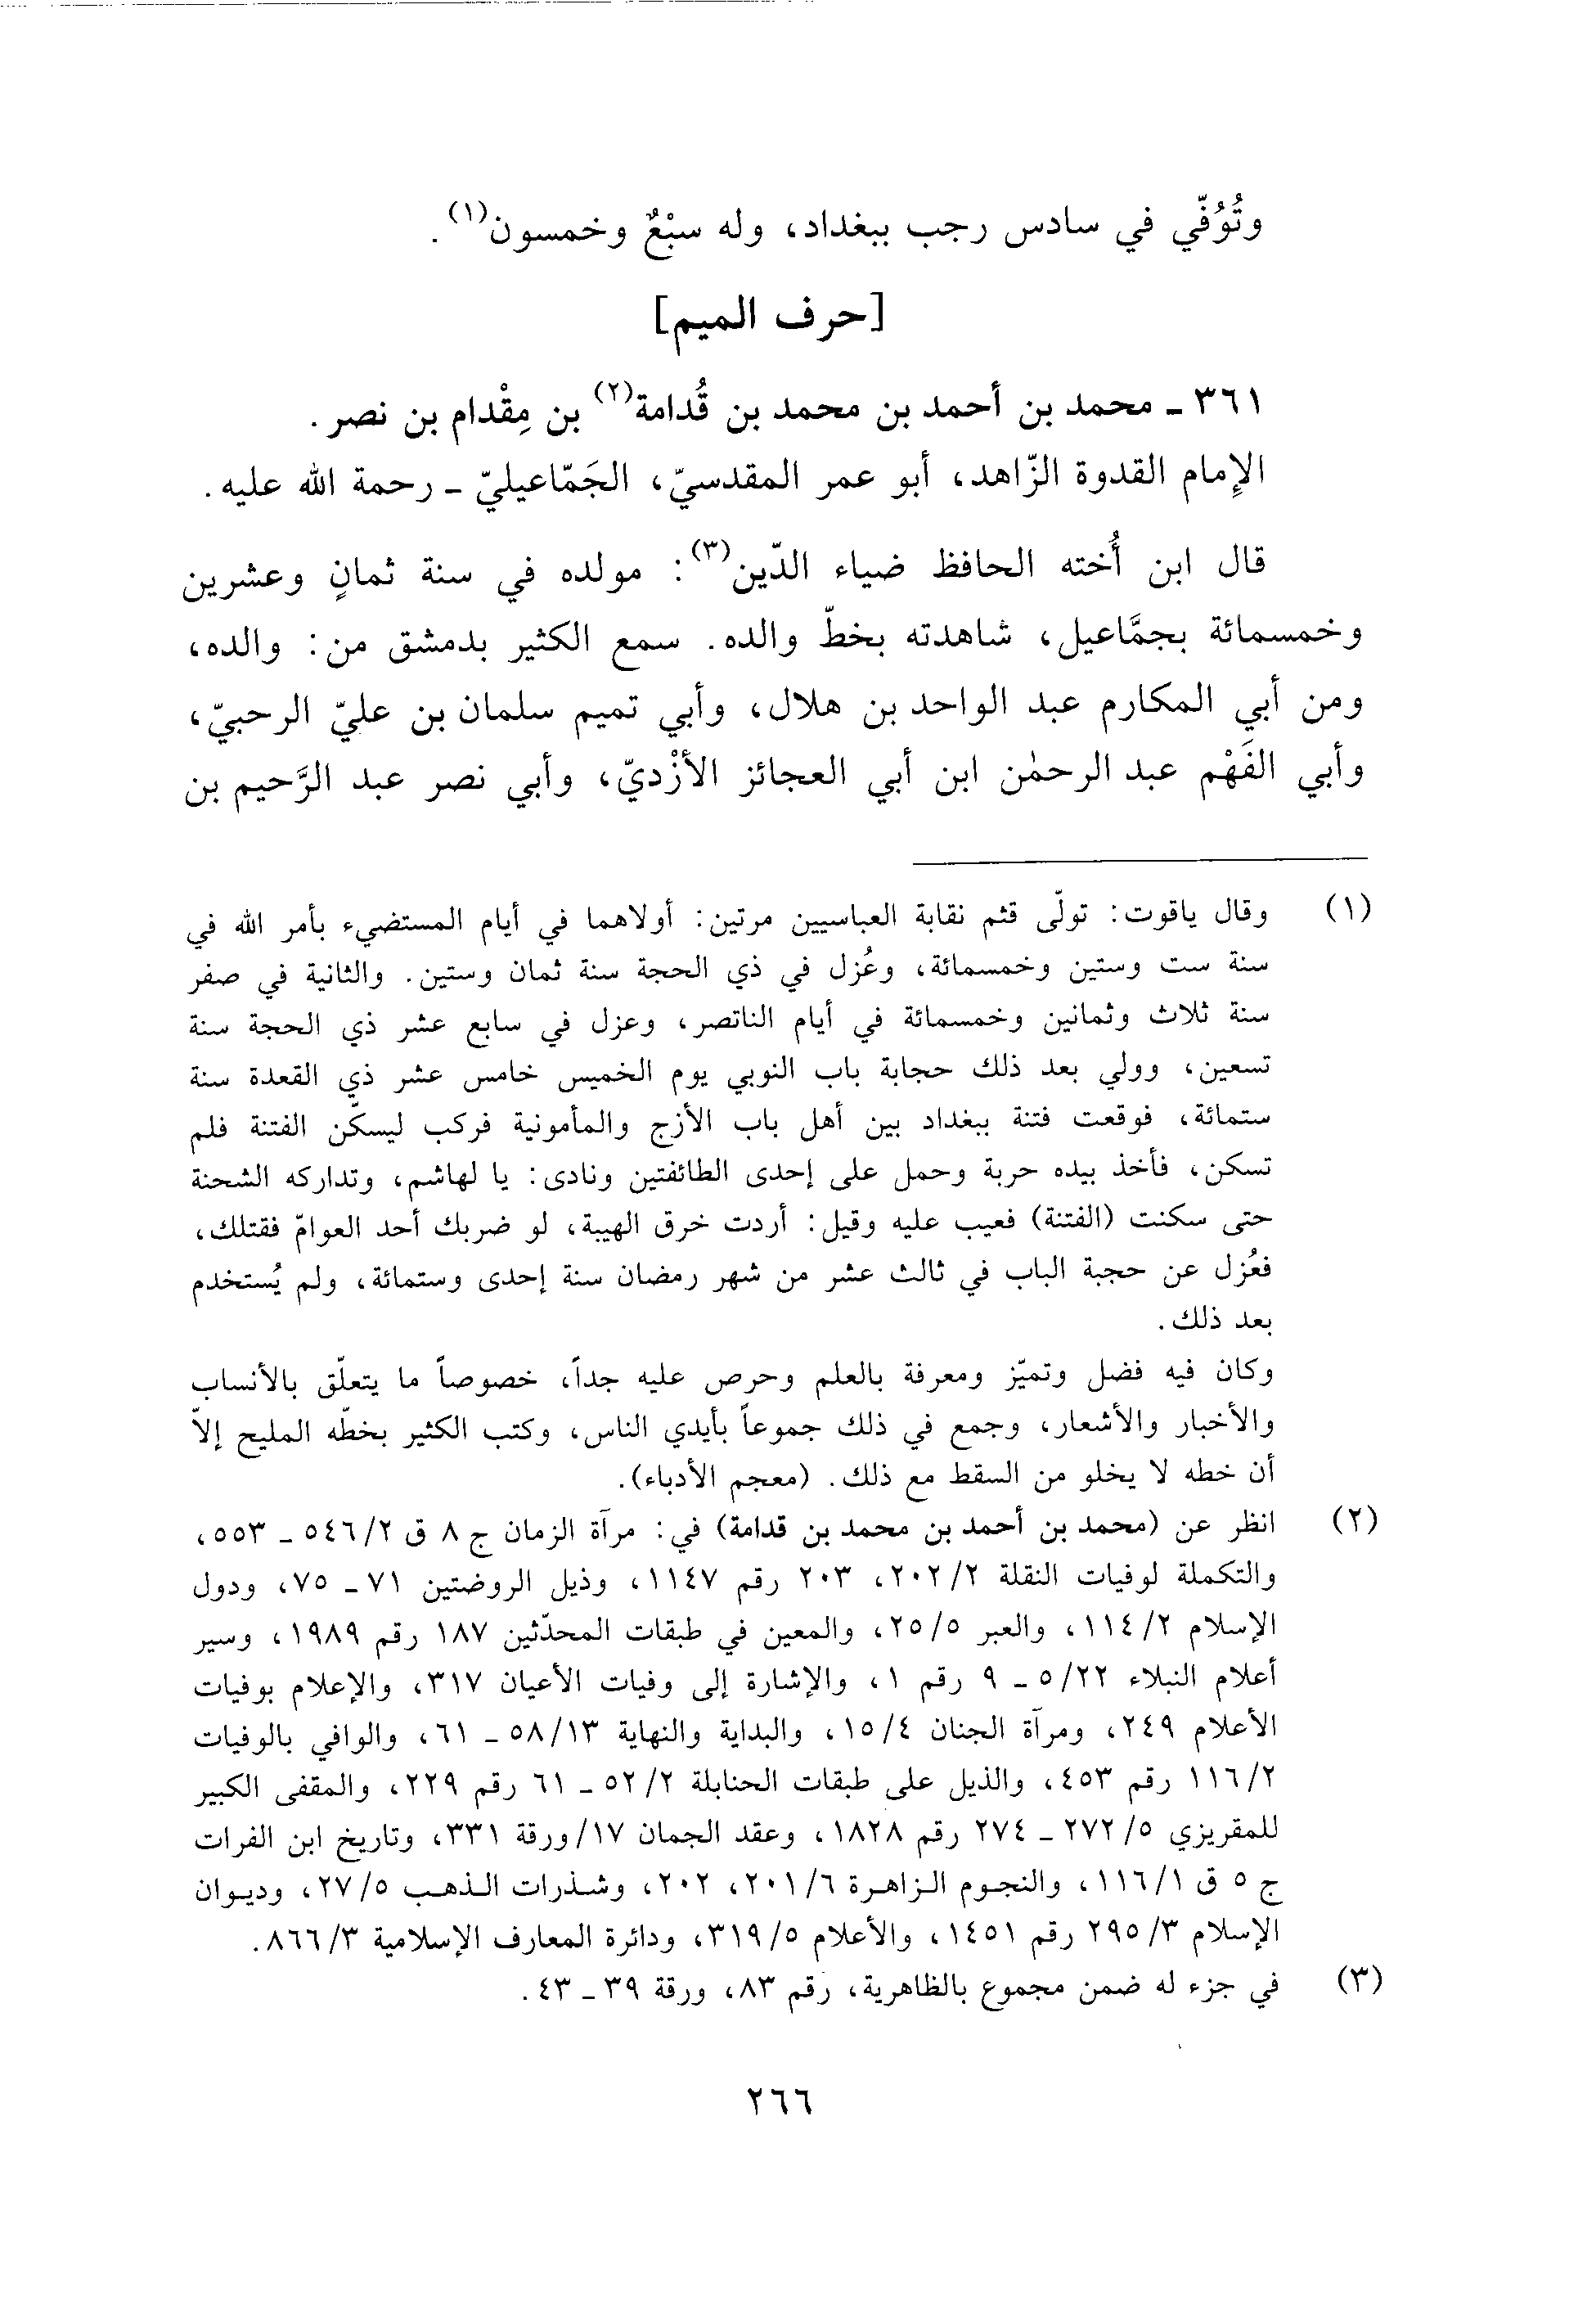 وتُوُفّي في سادس رجب ببغداد، وله سبْعٌ وخمسون(١).
[حرف الميم]
٣٦١ ـ محمد بن أحمد بن محمد بن قُدامة(٢) بن مِقْدام بن نصر.
الإمام القدوة الزّاهد، أبو عمر المقدسيّ، الجَمّاعيليّ ـ رحمة الله عليه.
قال ابن أُخته الحافظ ضياء الدّين(٣): مولده في سنة ثمانٍ وعشرين
وخمسمائة بجمَّاعيل، شاهدته بخطّ والده. سمع الكثير بدمشق من: والده،
ومن أبي المكارم عبد الواحد بن هلال، وأبي تميم سلمان بن عليّ الرحبيّ،
وأبي الفَهْم عبد الرحمٰن ابن أبي العجائز الأزْديّ، وأبي نصر عبد الرَّحيم بن
(١) وقال ياقوت: تولّى قثم نقابة العباسيين مرتين: أولاهما في أيام المستضيء بأمر الله في
سنة ست وستين وخمسمائة، وعُزل في ذي الحجة سنة ثمان وستين. والثانية في صفر
سنة ثلاث وثمانين وخمسمائة في أيام الناتصر، وعزل في سابع عشر ذي الحجة سنة
تسعين، وولي بعد ذلك حجابة باب النوبي يوم الخميس خامس عشر ذي القعدة سنة
ستمائة، فوقعت فتنة ببغداد بين أهل باب الأزج والمأمونية فركب ليسكّن الفتنة فلم
تسكن، فأخذ بيده حربة وحمل على إحدى الطائفتين ونادى: يا لهاشم، وتداركه الشحنة
حتى سكنت (الفتنة) فعيب عليه وقيل: أردت خرق الهيبة، لو ضربك أحد العوامّ فقتلك،
فعُزل عن حجبة الباب في ثالث عشر من شهر رمضان سنة إحدى وستمائة، ولم يُستخدم
بعد ذلك.
وكان فيه فضل وتميّز ومعرفة بالعلم وحرص عليه جداً، خصوصاً ما يتعلّق بالأنساب
والأخبار والأشعار، وجمع في ذلك جموعاً بأيدي الناس، وكتب الكثير بخطّه المليح إلاّ
أن خطه لا يخلو من السقط مع ذلك. (معجم الأدباء).
(٢) انظر عن (محمد بن أحمد بن محمد بن قدامة) في: مرآة الزمان ج ٨ ق ٥٤٦/٢ ـ ٥٥٣،
والتكملة لوفيات النقلة ٢٠٢/٢، ٢٠٣ رقم ١١٤٧، وذيل الروضتين ٧١ ـ ٧٥، ودول
الإسلام ١١٤/٢، والعبر ٢٥/٥، والمعين في طبقات المحدّثين ١٨٧ رقم ١٩٨٩، وسير
أعلام النبلاء ٥/٢٢ ـ ٩ رقم ١، والإشارة إلى وفيات الأعيان ٣١٧، والإعلام بوفيات
الأعلام ٢٤٩، ومرآة الجنان ١٥/٤، والبداية والنهاية ٥٨/١٣ ـ ٦١، والوافي بالوفيات
١١٦/٢ رقم ٤٥٣، والذيل على طبقات الحنابلة ٥٢/٢ ـ ٦١ رقم ٢٢٩، والمقفى الكبير
للمقريزي ٢٧٢/٥ ـ ٢٧٤ رقم ١٨٢٨، وعقد الجمان ١٧/ورقة ٣٣١، وتاريخ ابن الفرات
ج ٥ ق ١١٦/١، والنجوم الزاهرة ٢٠١/٦، ٢٠٢، وشذرات الذهب ٢٧/٥، وديوان
الإسلام ٢٩٥/٣ رقم ١٤٥١، والأعلام ٣١٩/٥، ودائرة المعارف الإسلامية ٨٦٦/٣.
(٣) في جزء له ضمن مجموع بالظاهرية، رقم ٨٣، ورقة ٣٩ ـ ٤٣.
٢٦٦